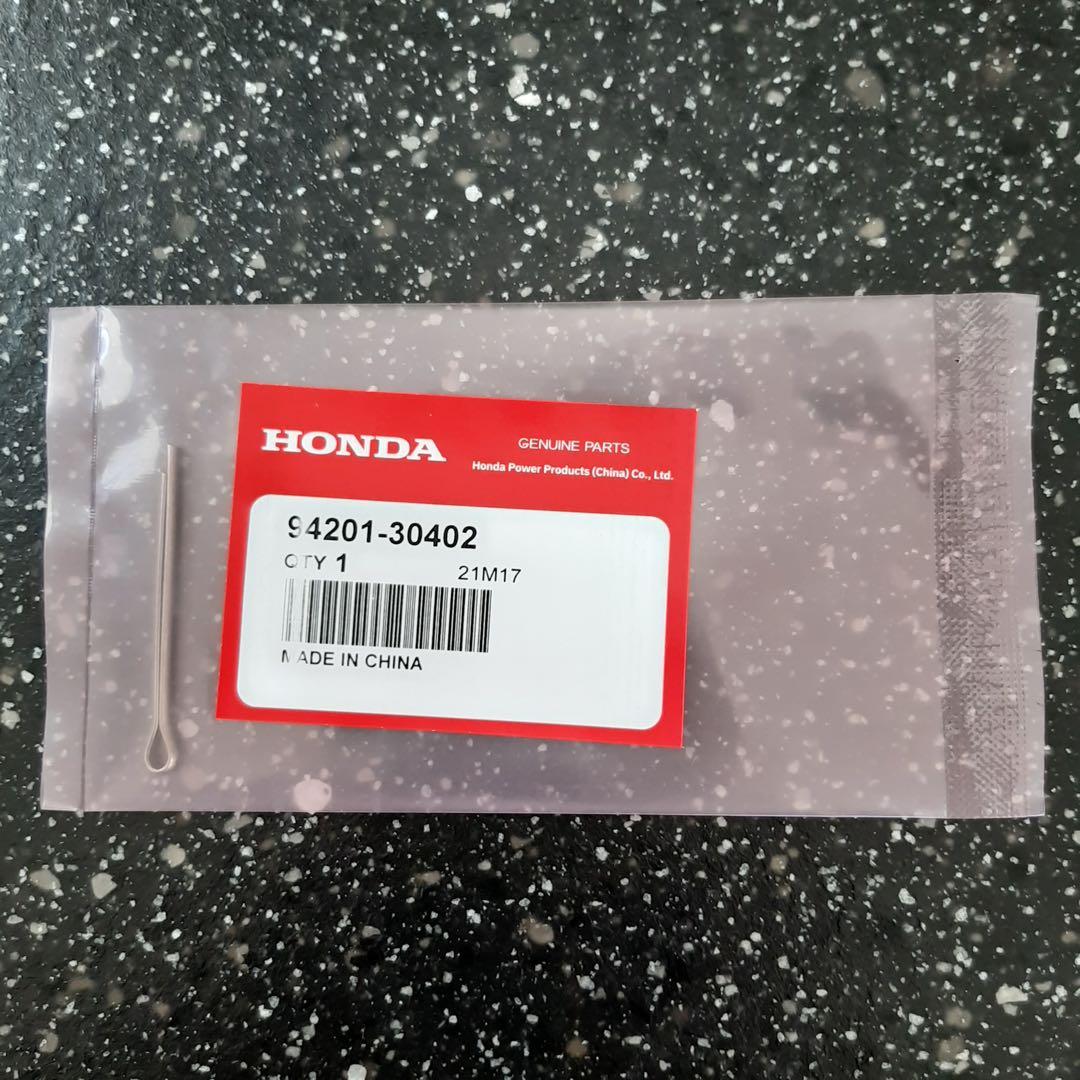 HONDA
GENUINE PARTS
Honda Power Products (China) Co., Ltd.
94201-30402
QTY 1 21M17
MADE IN CHINA